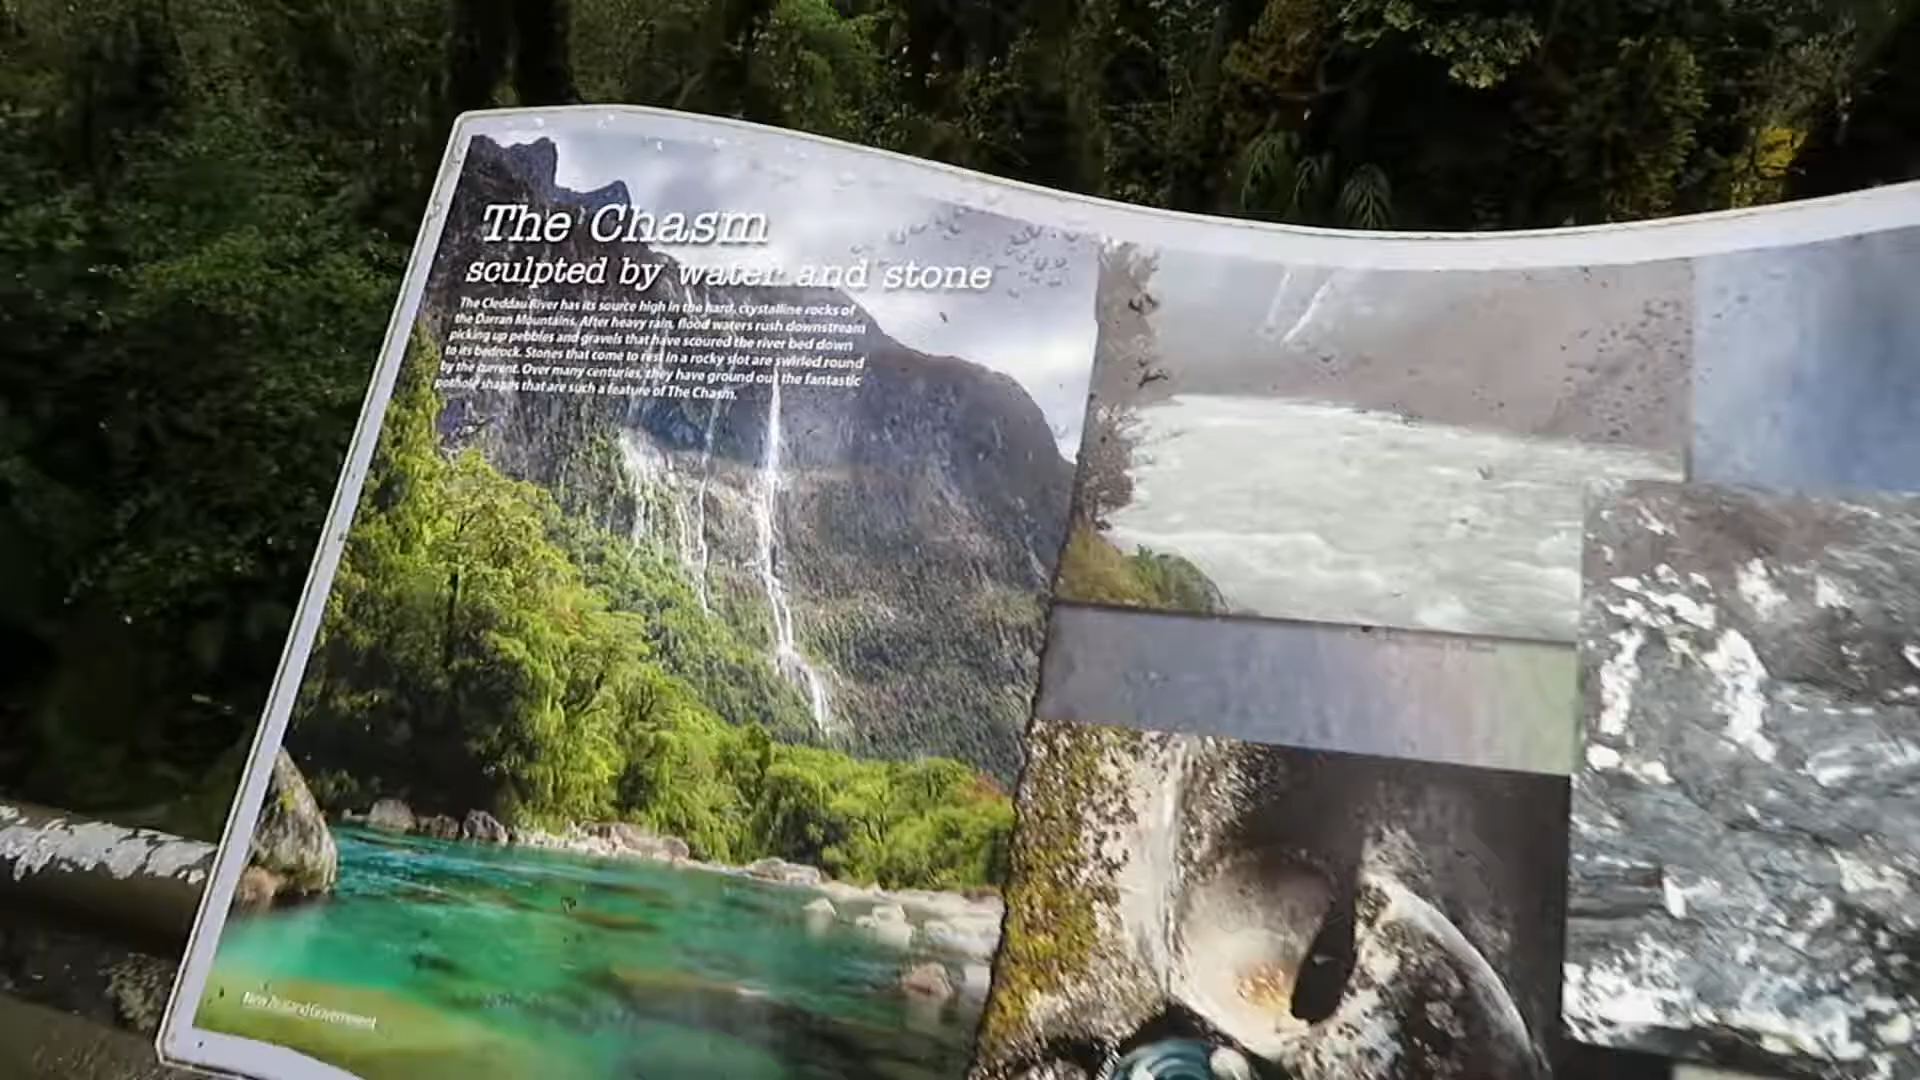 The Chasm
sculpted by water and stone
The Cleddau River has its source high in the hard, crystalline rocks of
the Darran Mountains. After heavy rain, flood waters rush downstream
picking up pebbles and gravels that have scoured the river bed down
to its bedrock. Stones that come to rest in a rocky slot are swirled round
by the current. Over many centuries, they have ground out the fantastic
pothole shapes that are such a feature of The Chasm.
New Zealand Government